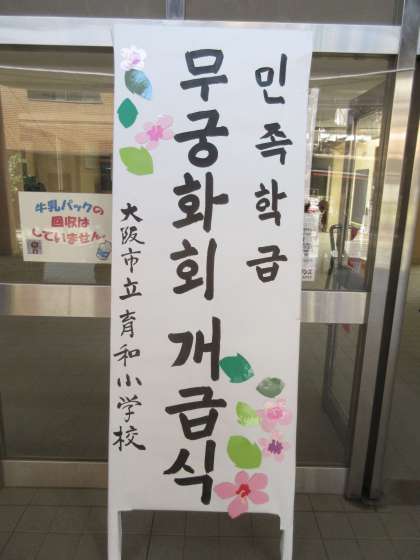 민족학급
무궁화회 개급식
大阪市立育和小学校
牛乳パックの
回収は
していません。